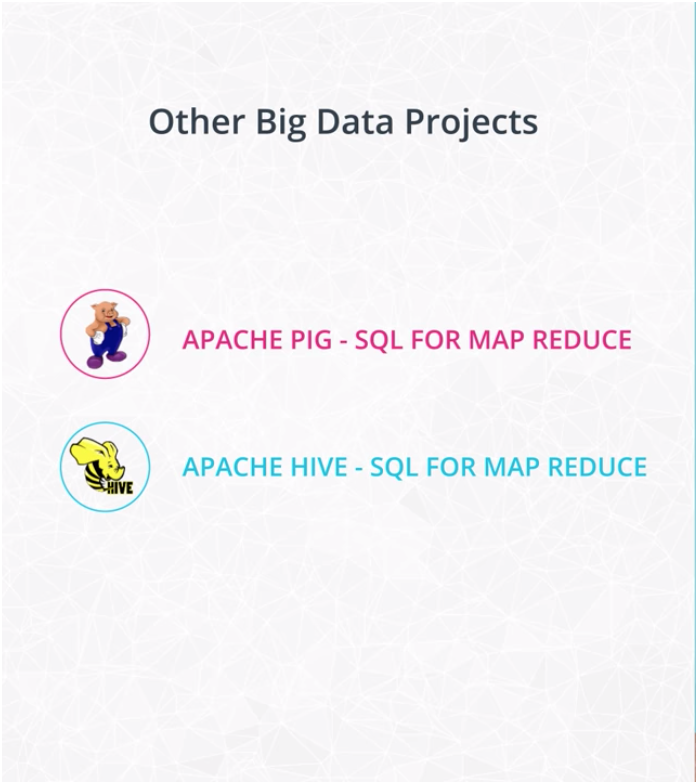 Other Big Data Projects
APACHE PIG - SQL FOR MAP REDUCE
HIVE
APACHE HIVE - SQL FOR MAP REDUCE